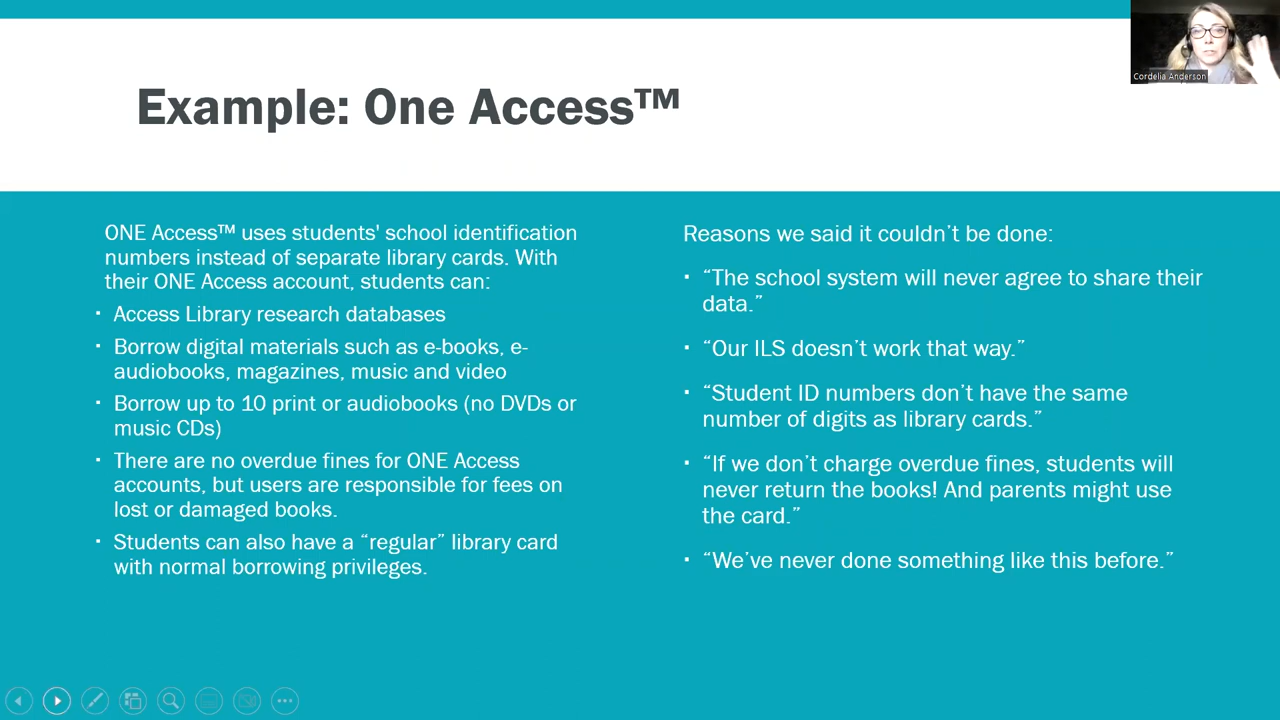 Cordelia Anderson
Example: One Access™
ONE Access™ uses students' school identification
numbers instead of separate library cards. With
their ONE Access account, students can:
▪ Access Library research databases
▪ Borrow digital materials such as e-books, e-
audiobooks, magazines, music and video
▪ Borrow up to 10 print or audiobooks (no DVDs or
music CDs)
▪ There are no overdue fines for ONE Access
accounts, but users are responsible for fees on
lost or damaged books.
▪ Students can also have a “regular” library card
with normal borrowing privileges.
Reasons we said it couldn’t be done:
▪ “The school system will never agree to share their
data.”
▪ “Our ILS doesn’t work that way.”
▪ “Student ID numbers don’t have the same
number of digits as library cards.”
▪ “If we don’t charge overdue fines, students will
never return the books! And parents might use
the card.”
▪ “We’ve never done something like this before.”